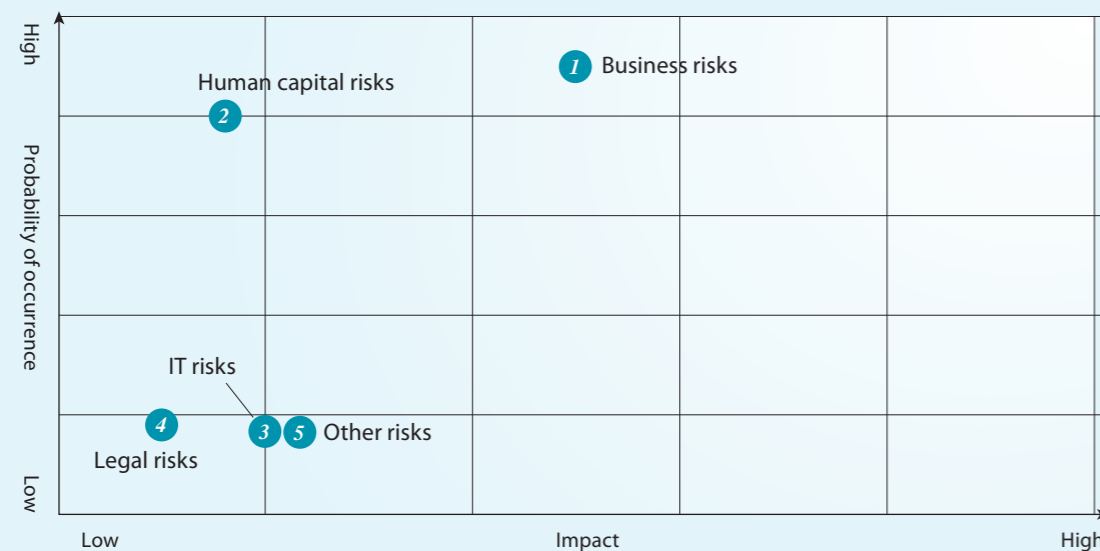 High
Probability of occurrence
Low
1 Business risks
Human capital risks
2
IT risks
4
3
5 Other risks
Legal risks
Low
Impact
High